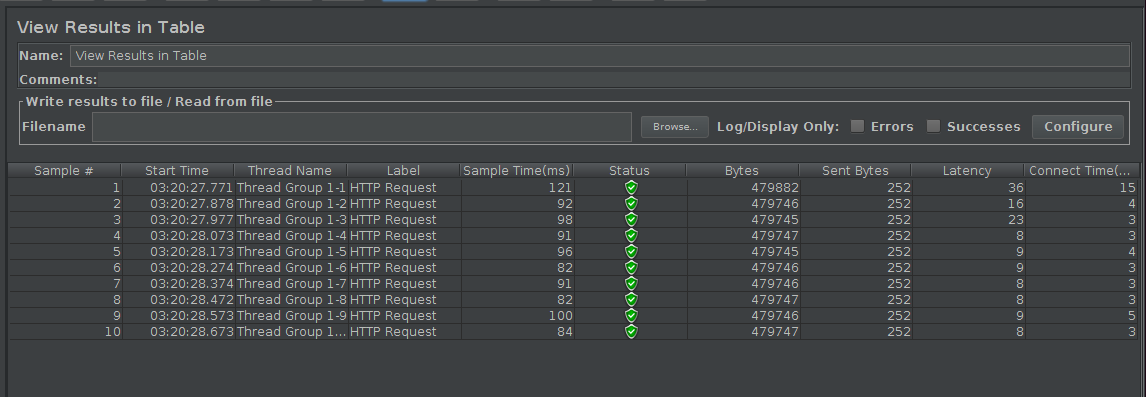 View Results in Table
Name: View Results in Table
Comments:
Write results to file / Read from file
Filename Browse... Log/Display Only: Errors Successes Configure
Sample # Start Time Thread Name Label Sample Time(ms) Status Bytes Sent Bytes Latency Connect Time(...
1 03:20:27.771 Thread Group 1-1 HTTP Request 121 479882 252 36 15
2 03:20:27.878 Thread Group 1-2 HTTP Request 92 479746 252 16 4
3 03:20:27.977 Thread Group 1-3 HTTP Request 98 479745 252 23 3
4 03:20:28.073 Thread Group 1-4 HTTP Request 91 479747 252 8 3
5 03:20:28.173 Thread Group 1-5 HTTP Request 96 479745 252 9 4
6 03:20:28.274 Thread Group 1-6 HTTP Request 82 479746 252 9 3
7 03:20:28.374 Thread Group 1-7 HTTP Request 91 479746 252 8 3
8 03:20:28.472 Thread Group 1-8 HTTP Request 82 479747 252 8 3
9 03:20:28.573 Thread Group 1-9 HTTP Request 100 479746 252 9 5
10 03:20:28.673 Thread Group 1... HTTP Request 84 479747 252 8 3